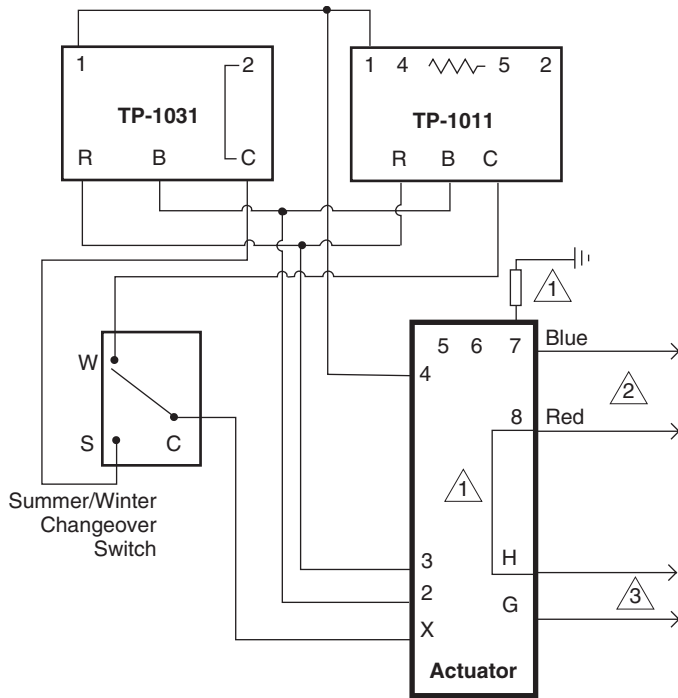 1 2
TP-1031
R B C
1 4 5 2
TP-1011
R B C
1
W
S C
Summer/Winter
Changeover
Switch
5 6 7
4
Blue
2
8
Red
1
3
H
2
3
G
X
Actuator